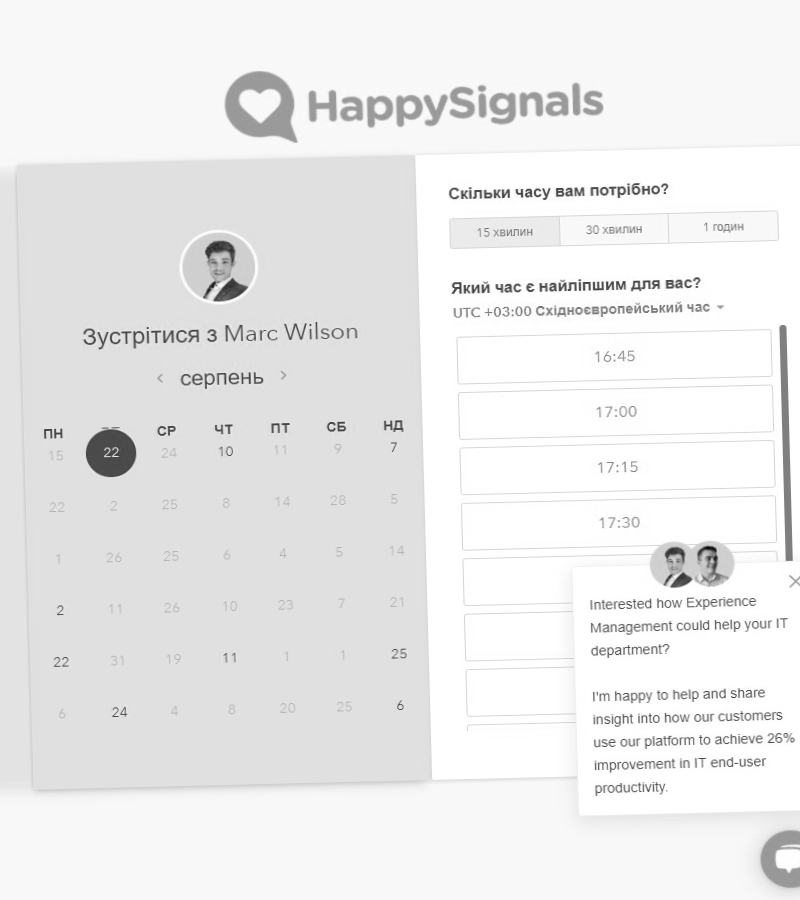 HappySignals
Зустрітися з Marc Wilson
серпень
ПН СР ЧТ ПТ СБ НД
15 22 24 10 11 9 7
22 2 25 8 14 28 5
1 26 25 6 4 5 14
2 11 26 10 23 7 21
22 31 19 11 1 1 25
6 24 4 8 20 25 6
Скільки часу вам потрібно?
15 хвилин 30 хвилин 1 годин
Який час є найліпшим для вас?
UTC +03:00 Східноєвропейський час
16:45
17:00
17:15
17:30
Interested how Experience
Management could help your IT
department?
I'm happy to help and share
insight into how our customers
use our platform to achieve 26%
improvement in IT end-user
productivity.